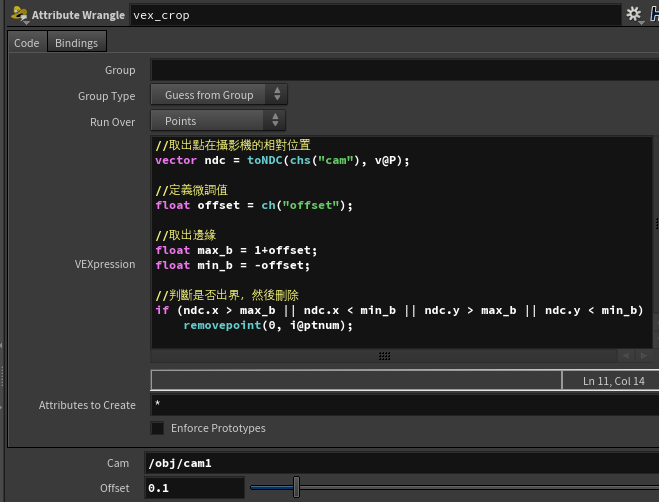 Attribute Wrangle vex_crop
Code Bindings
Group
Group Type Guess from Group
Run Over Points
VEXpression
//取出點在攝影機的相對位置
vector ndc = toNDC(chs("cam"), v@P);
//定義微調值
float offset = ch("offset");
//取出邊緣
float max_b = 1+offset;
float min_b = -offset;
//判斷是否出界，然後刪除
if (ndc.x > max_b || ndc.x < min_b || ndc.y > max_b || ndc.y < min_b)
removepoint(0, i@ptnum);
Ln 11, Col 14
Attributes to Create *
Enforce Prototypes
Cam /obj/cam1
Offset 0.1